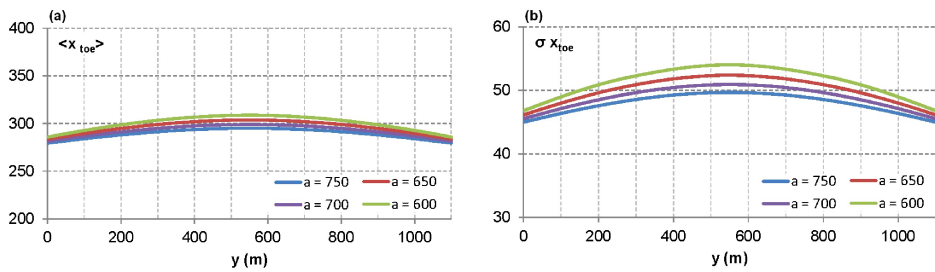 (a)
<x toe>
400
350
300
250
200
0 200 400 600 800 1000
y (m)
a = 750 a = 650
a = 700 a = 600
(b)
σ xtoe
60
50
40
30
0 200 400 600 800 1000
y (m)
a = 750 a = 650
a = 700 a = 600